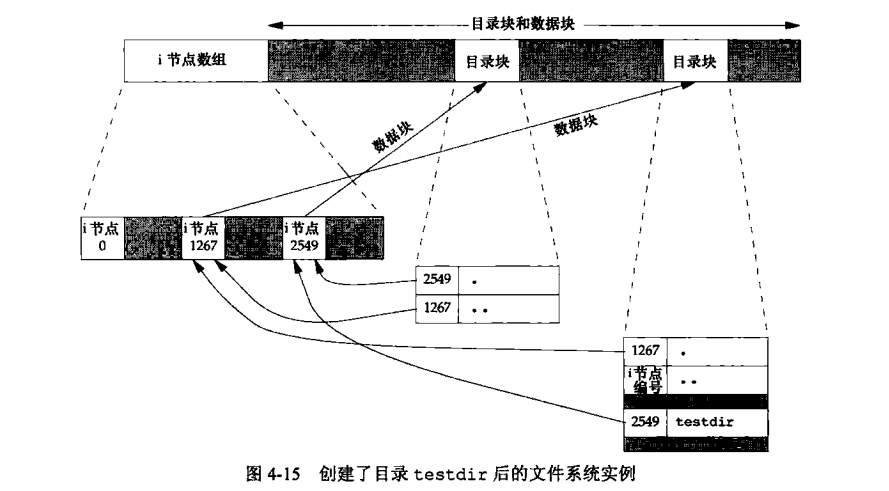 目录块和数据块
i 节点数组
目录块
目录块
数据块
数据块
i 节点
0
i 节点
1267
i 节点
2549
2549 .
1267 ..
1267 .
i 节点
编号 ..
2549 testdir
图 4-15 创建了目录 testdir 后的文件系统实例